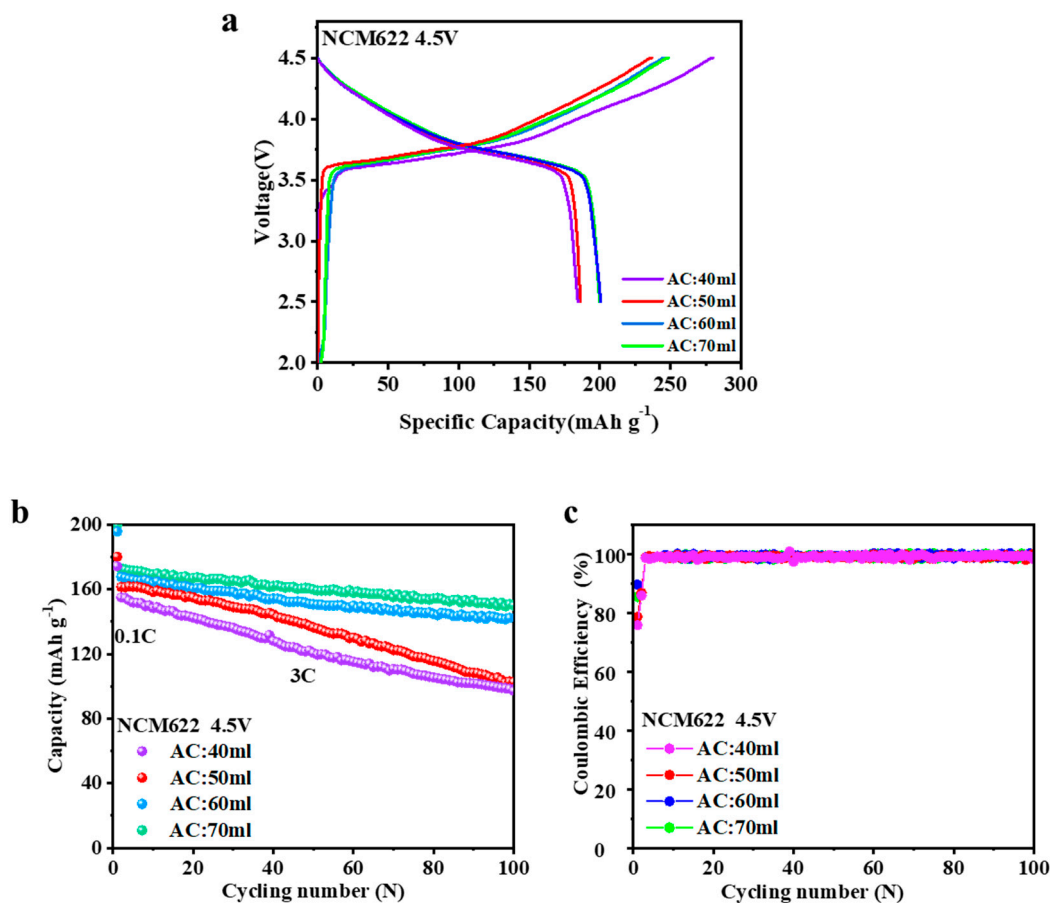 a
NCM622 4.5V
4.5
4.0
3.5
3.0
2.5
2.0
Voltage(V)
AC:40ml
AC:50ml
AC:60ml
AC:70ml
0 50 100 150 200 250 300
Specific Capacity(mAh g⁻¹)
b
200
160
120
80
40
0
Capacity (mAh g⁻¹)
0.1C
3C
NCM622 4.5V
AC:40ml
AC:50ml
AC:60ml
AC:70ml
0 20 40 60 80 100
Cycling number (N)
c
100
80
60
40
20
0
Coulombic Efficiency (%)
NCM622 4.5V
AC:40ml
AC:50ml
AC:60ml
AC:70ml
0 20 40 60 80 100
Cycling number (N)